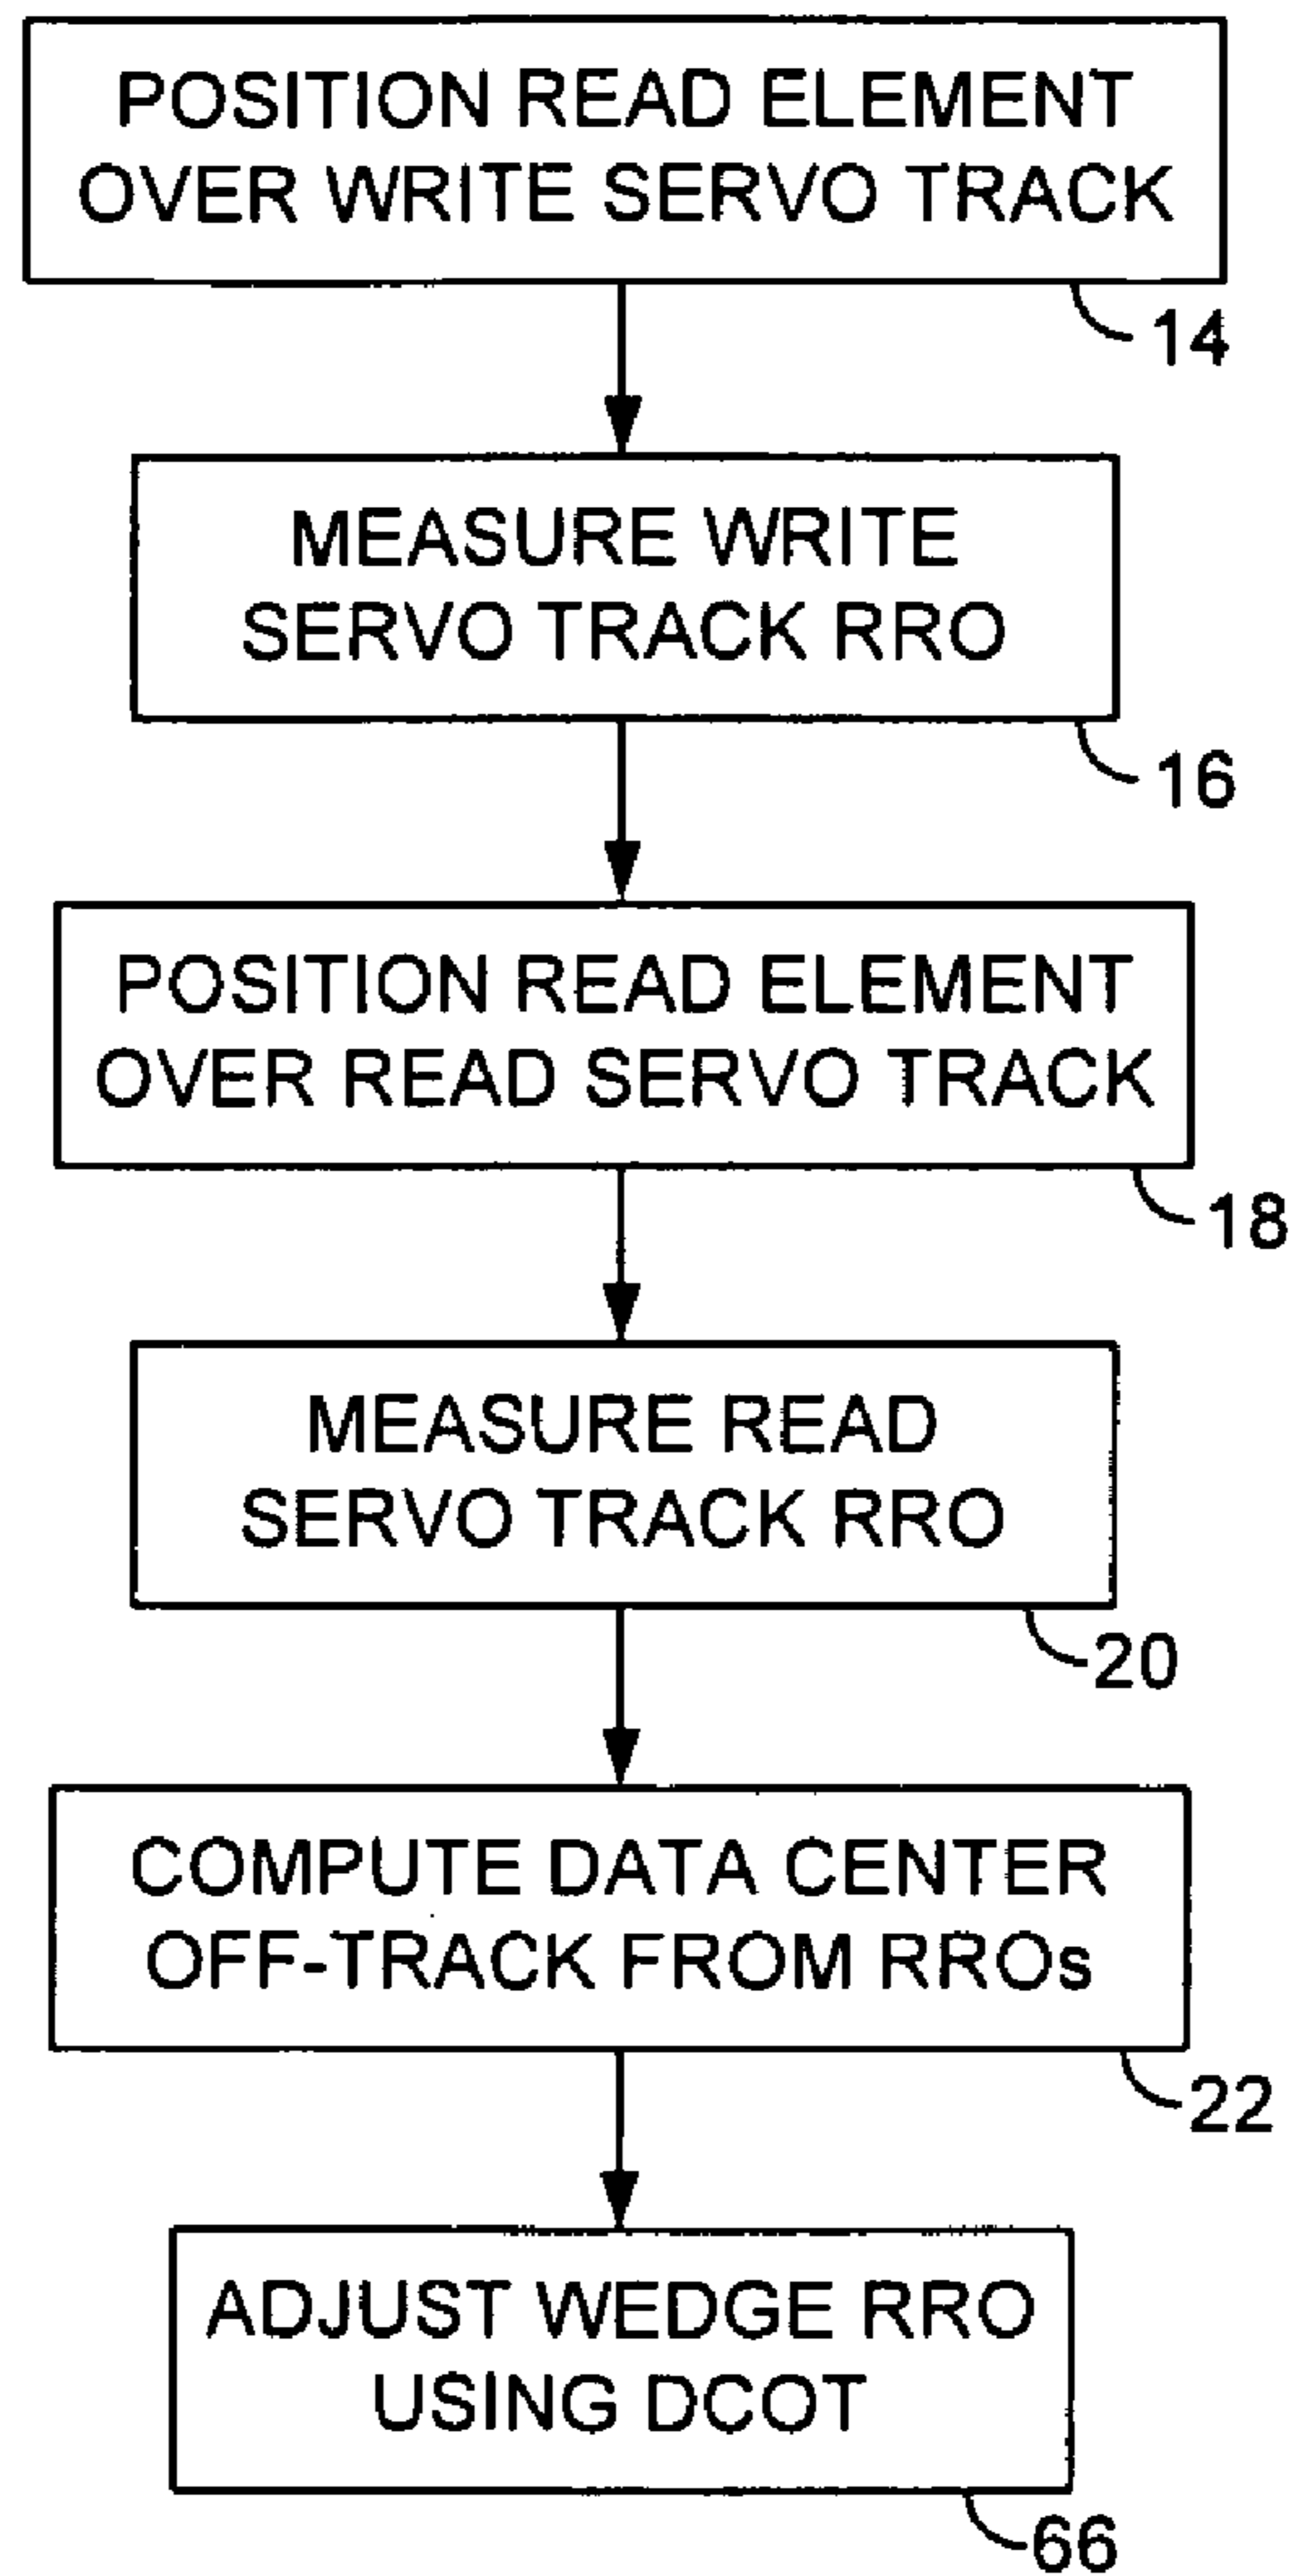 POSITION READ ELEMENT
OVER WRITE SERVO TRACK
14
MEASURE WRITE
SERVO TRACK RRO
16
POSITION READ ELEMENT
OVER READ SERVO TRACK
18
MEASURE READ
SERVO TRACK RRO
20
COMPUTE DATA CENTER
OFF-TRACK FROM RROs
22
ADJUST WEDGE RRO
USING DCOT
66